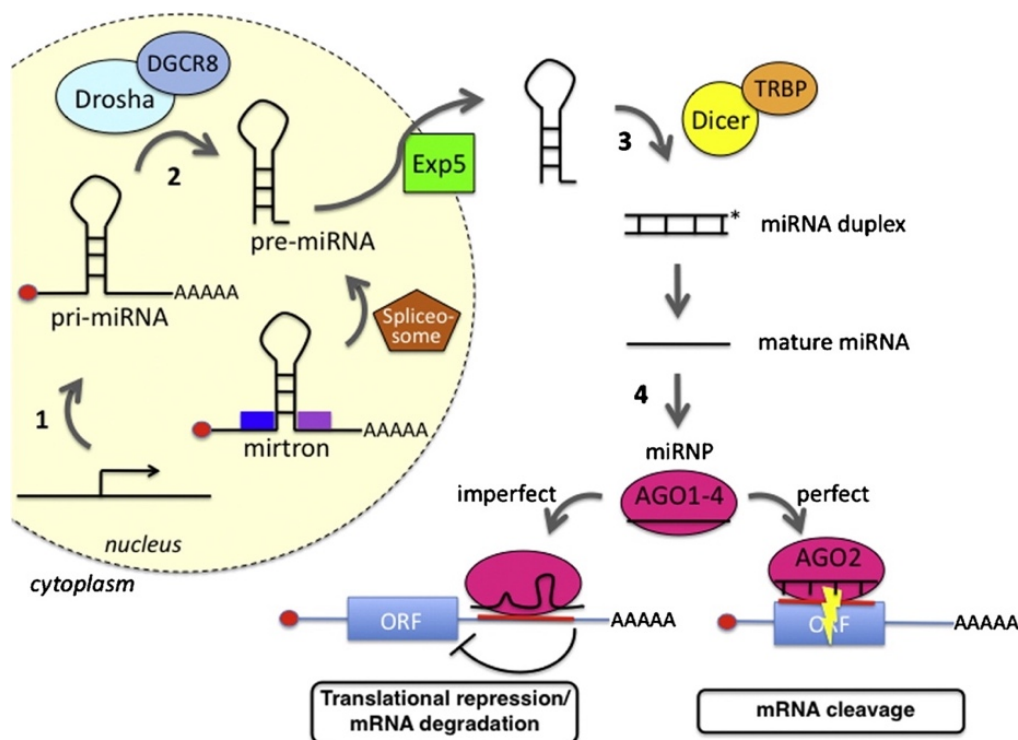 DGCR8
Drosha
TRBP
Dicer
2
3
Exp5
pre-miRNA
miRNA duplex
*
AAAAA
pri-miRNA
Spliceo-
some
mature miRNA
1
4
AAAAA
mirtron
miRNP
AGO1-4
imperfect
perfect
nucleus
cytoplasm
AGO2
ORF
AAAAA
ORF
AAAAA
Translational repression/
mRNA degradation
mRNA cleavage